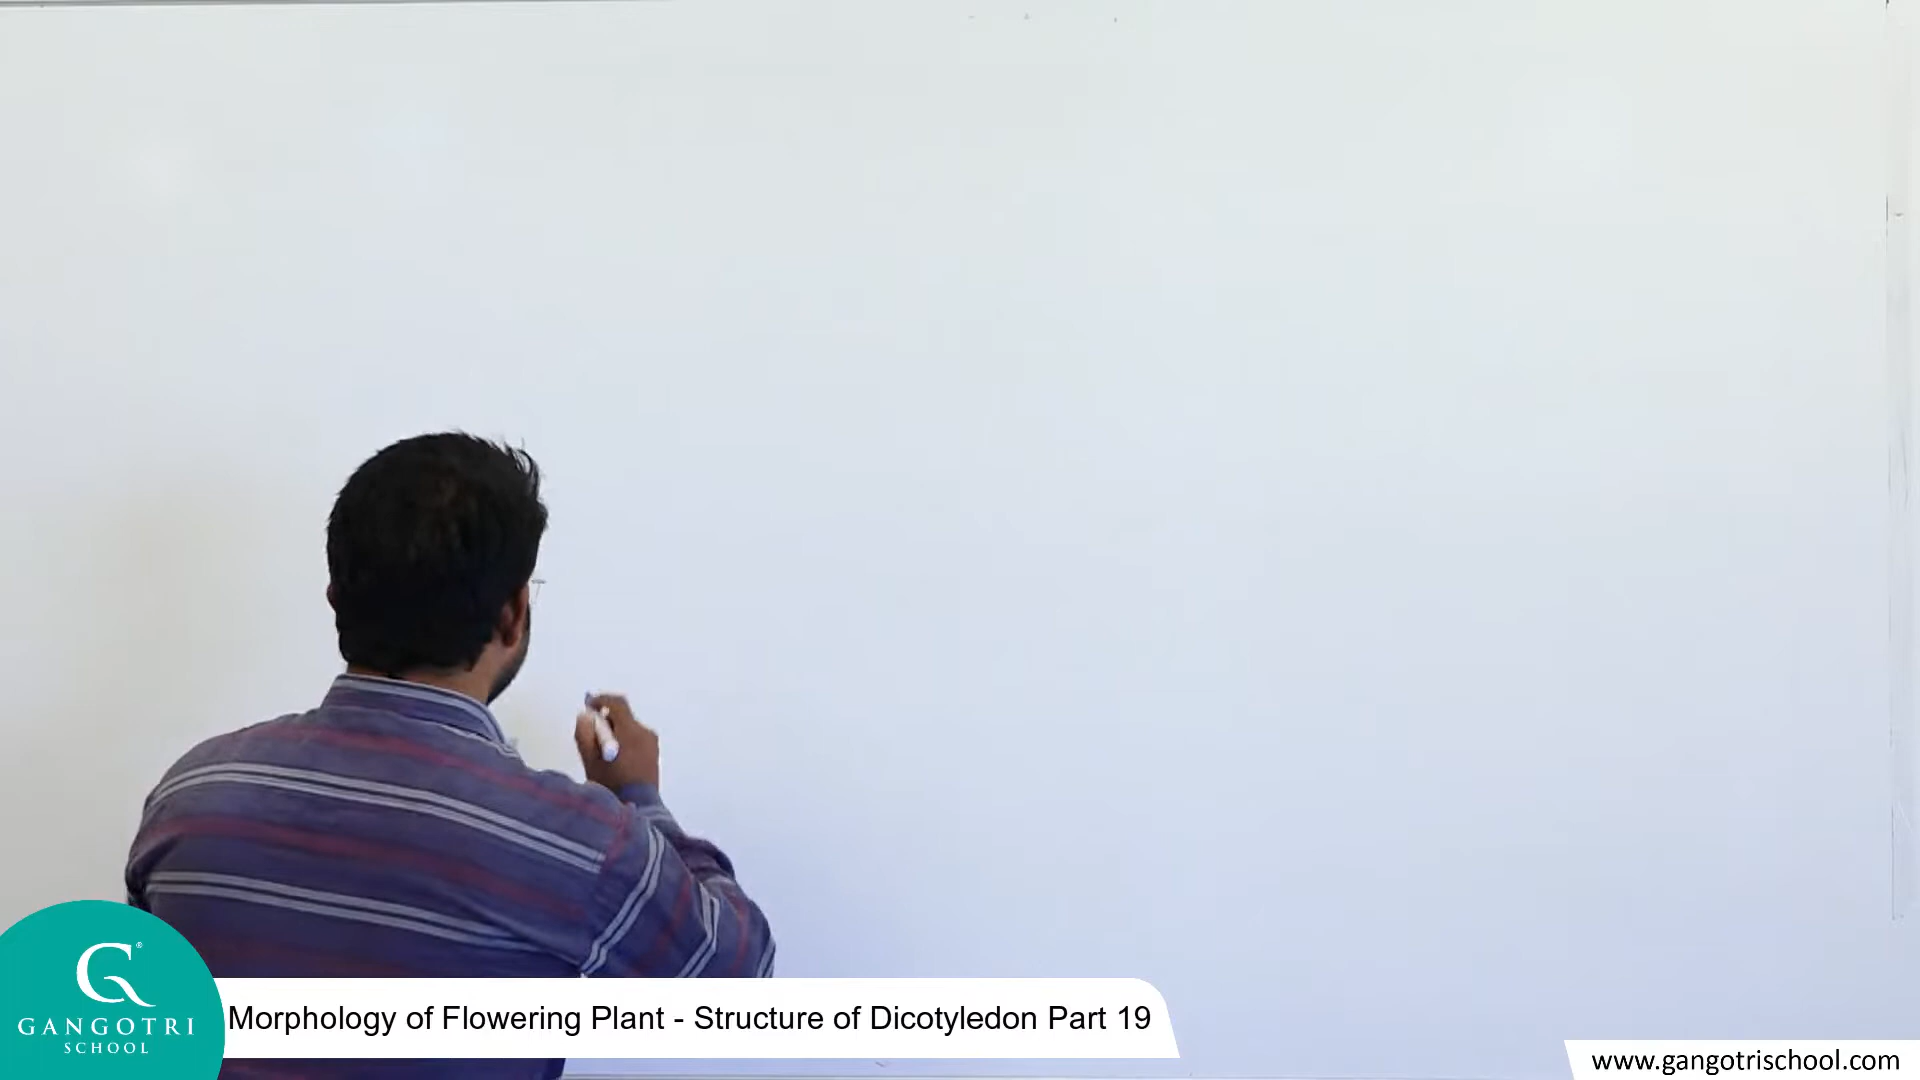 G®
GANGOTRI
SCHOOL
Morphology of Flowering Plant - Structure of Dicotyledon Part 19
www.gangotrischool.com